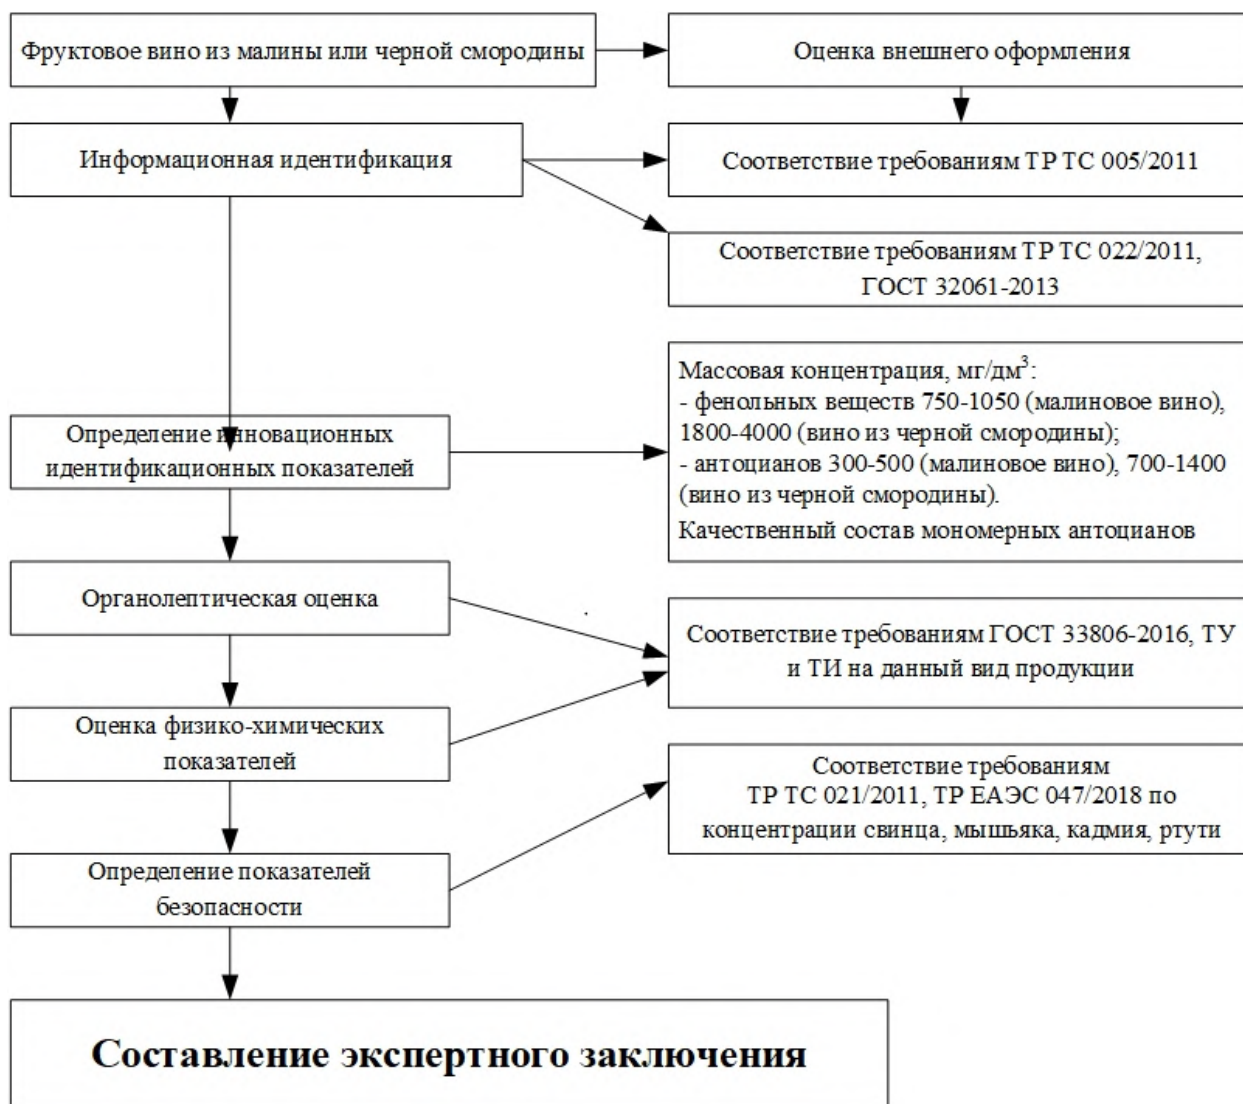 Фруктовое вино из малины или черной смородины
Оценка внешнего оформления
Информационная идентификация
Соответствие требованиям ТР ТС 005/2011
Соответствие требованиям ТР ТС 022/2011,
ГОСТ 32061-2013
Определение инновационных
идентификационных показателей
Массовая концентрация, мг/дм³:
- фенольных веществ 750-1050 (малиновое вино),
1800-4000 (вино из черной смородины);
- антоцианов 300-500 (малиновое вино), 700-1400
(вино из черной смородины).
Качественный состав мономерных антоцианов
Органолептическая оценка
Соответствие требованиям ГОСТ 33806-2016, ТУ
и ТИ на данный вид продукции
Оценка физико-химических
показателей
Соответствие требованиям
ТР ТС 021/2011, ТР ЕАЭС 047/2018 по
концентрации свинца, мышьяка, кадмия, ртути
Определение показателей
безопасности
Составление экспертного заключения